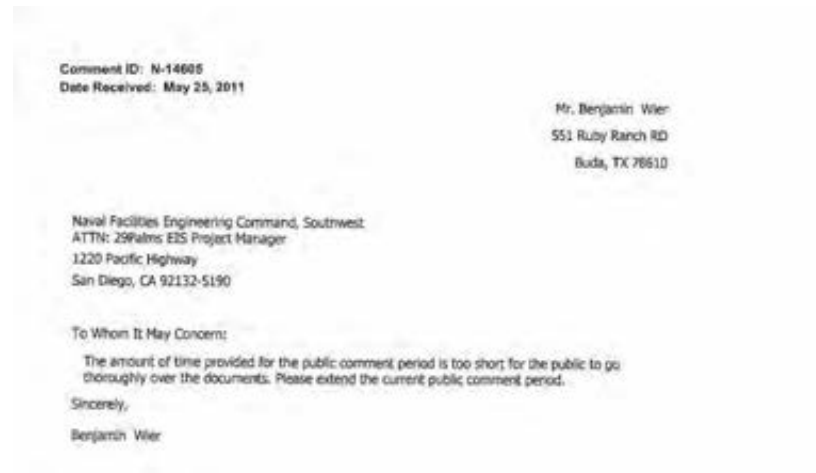 Comment ID: N-14605
Date Received: May 25, 2011
Mr. Benjamin Wier
551 Ruby Ranch RD
Buda, TX 78610
Naval Facilities Engineering Command, Southwest
ATTN: 29Palms EIS Project Manager
1220 Pacific Highway
San Diego, CA 92132-5190
To Whom It May Concern:
The amount of time provided for the public comment period is too short for the public to go
thoroughly over the documents. Please extend the current public comment period.
Sincerely,
Benjamin Wier